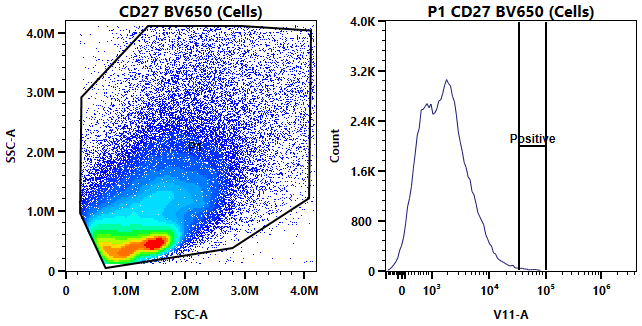 CD27 BV650 (Cells)
4.0M
3.0M
2.0M
1.0M
0
SSC-A
P1
0
1.0M
2.0M
3.0M
4.0M
FSC-A
P1 CD27 BV650 (Cells)
4.0K
3.2K
2.4K
1.6K
800
0
Count
Positive
0
10³
10⁴
10⁵
10⁶
V11-A